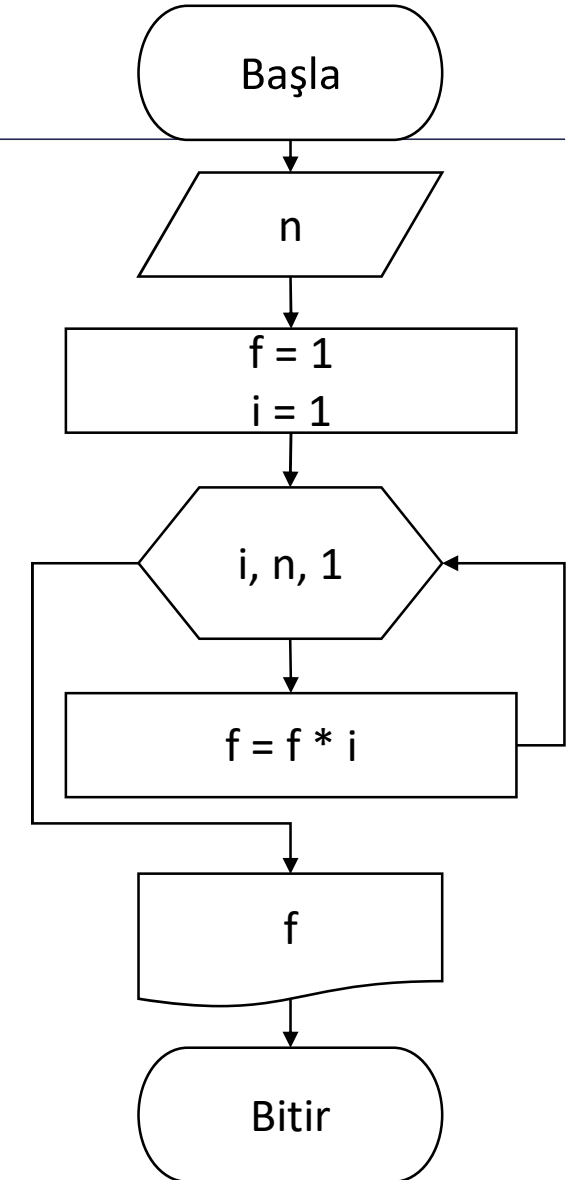 Başla
n
f = 1
i = 1
i, n, 1
f = f * i
f
Bitir